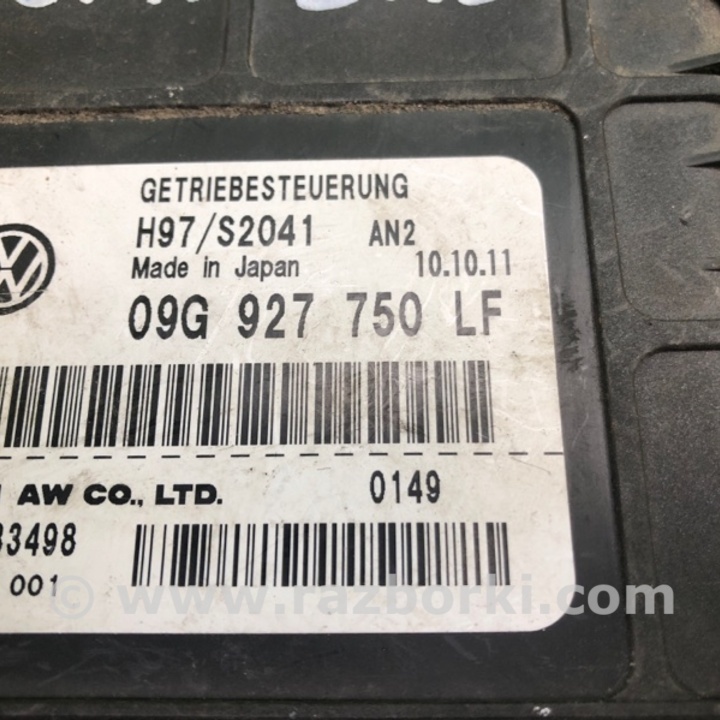 GETRIEBESTEUERUNG
H97/S2041 AN2
Made in Japan 10.10.11
09G 927 750 LF
AW CO., LTD. 0149
33498
001
© www.razborki.com